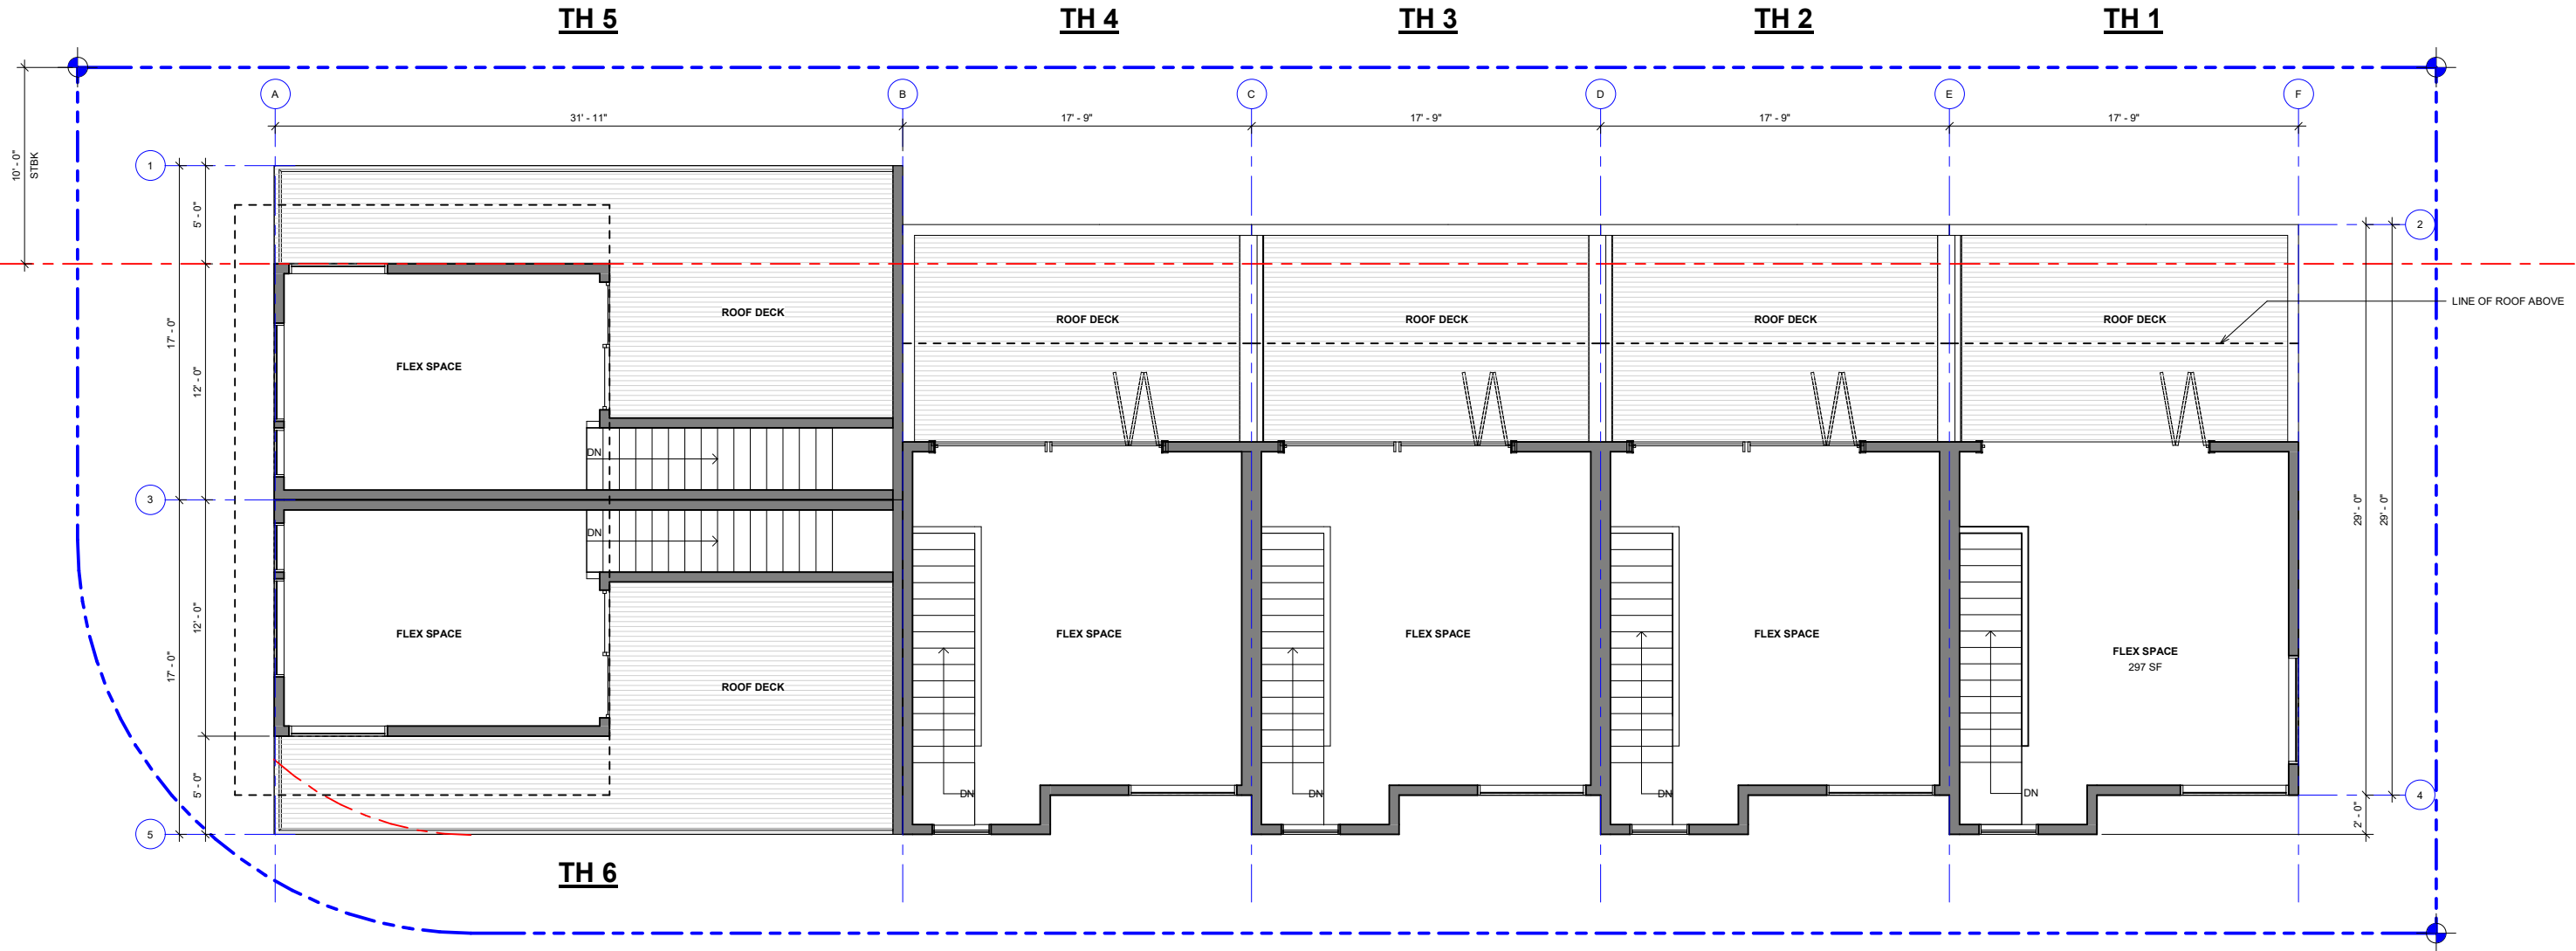 TH 5
TH 4
TH 3
TH 2
TH 1
A
B
C
D
E
F
31' - 11"
17' - 9"
17' - 9"
17' - 9"
17' - 9"
10' - 0"
STBK
1
2
5' - 0"
17' - 0"
12' - 0"
ROOF DECK
ROOF DECK
ROOF DECK
ROOF DECK
ROOF DECK
LINE OF ROOF ABOVE
FLEX SPACE
DN
3
DN
29' - 0"
29' - 0"
12' - 0"
17' - 0"
FLEX SPACE
FLEX SPACE
FLEX SPACE
FLEX SPACE
FLEX SPACE
297 SF
ROOF DECK
5' - 0"
DN
DN
DN
DN
4
2' - 0"
5
TH 6